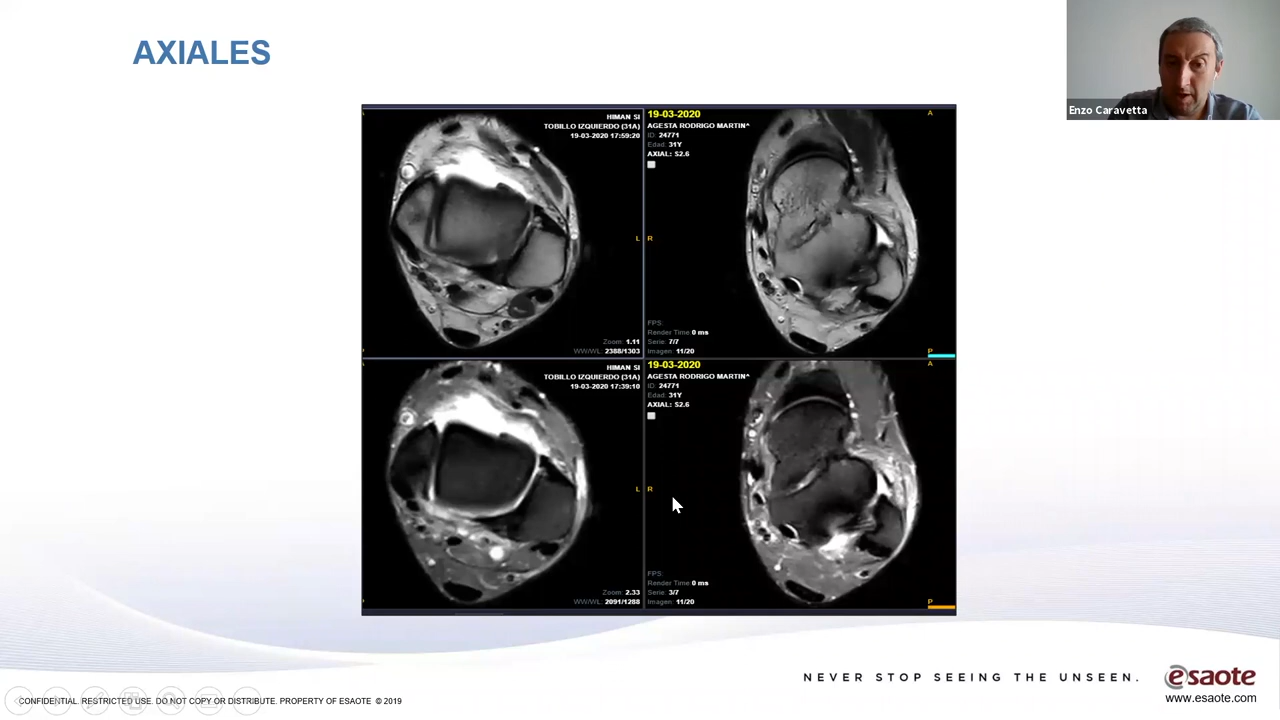 AXIALES
Enzo Caravetta
HIMAN SI
TOBILLO IZQUIERDO (31A)
19-03-2020 17:59:20
L
Zoom: 1.11
WW/WL: 2388/1303
19-03-2020
AGESTA RODRIGO MARTIN^
ID: 24771
Edad: 31Y
AXIAL: S2.6
A
R
FPS:
Render Time 0 ms
Serie: 7/7
Imagen: 11/20
P
HIMAN SI
TOBILLO IZQUIERDO (31A)
19-03-2020 17:39:10
L
Zoom: 2.33
WW/WL: 2091/1288
19-03-2020
AGESTA RODRIGO MARTIN^
ID: 24771
Edad: 31Y
AXIAL: S2.6
A
R
FPS:
Render Time 0 ms
Serie: 3/7
Imagen: 11/20
P
NEVER STOP SEEING THE UNSEEN.
esaote
www.esaote.com
CONFIDENTIAL. RESTRICTED USE. DO NOT COPY OR DISTRIBUTE. PROPERTY OF ESAOTE © 2019